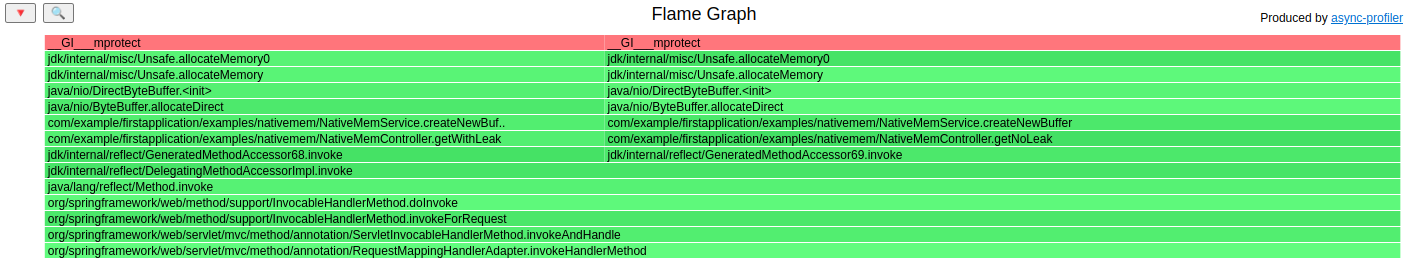 Flame Graph
Produced by async-profiler
__GI___mprotect __GI___mprotect
jdk/internal/misc/Unsafe.allocateMemory0 jdk/internal/misc/Unsafe.allocateMemory0
jdk/internal/misc/Unsafe.allocateMemory jdk/internal/misc/Unsafe.allocateMemory
java/nio/DirectByteBuffer.<init> java/nio/DirectByteBuffer.<init>
java/nio/ByteBuffer.allocateDirect java/nio/ByteBuffer.allocateDirect
com/example/firstapplication/examples/nativemem/NativeMemService.createNewBuf.. com/example/firstapplication/examples/nativemem/NativeMemService.createNewBuffer
com/example/firstapplication/examples/nativemem/NativeMemController.getWithLeak com/example/firstapplication/examples/nativemem/NativeMemController.getNoLeak
jdk/internal/reflect/GeneratedMethodAccessor68.invoke jdk/internal/reflect/GeneratedMethodAccessor69.invoke
jdk/internal/reflect/DelegatingMethodAccessorImpl.invoke
java/lang/reflect/Method.invoke
org/springframework/web/method/support/InvocableHandlerMethod.doInvoke
org/springframework/web/method/support/InvocableHandlerMethod.invokeForRequest
org/springframework/web/servlet/mvc/method/annotation/ServletInvocableHandlerMethod.invokeAndHandle
org/springframework/web/servlet/mvc/method/annotation/RequestMappingHandlerAdapter.invokeHandlerMethod